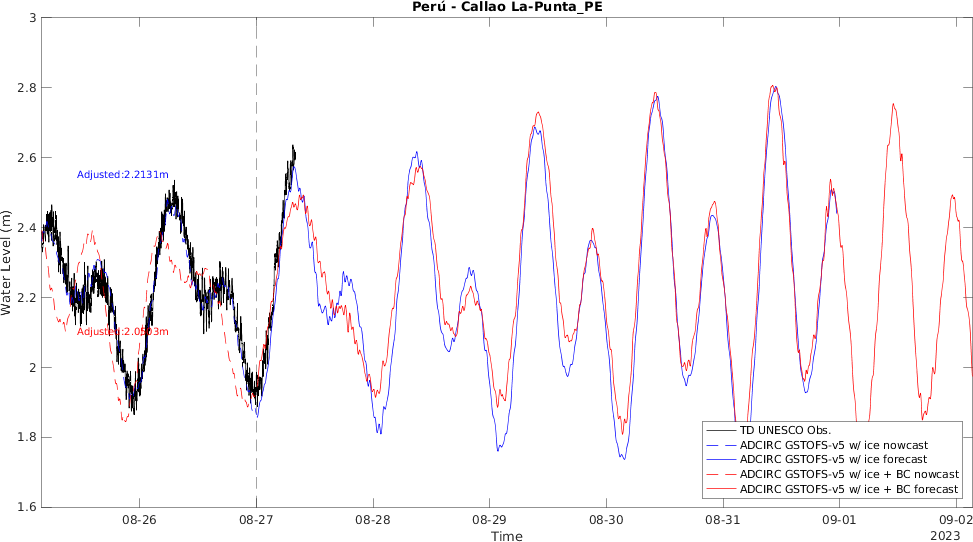 Perú - Callao La-Punta_PE
3
2.8
2.6
2.4
2.2
2
1.8
1.6
Water Level (m)
Adjusted:2.2131m
Adjusted:2.0503m
TD UNESCO Obs.
ADCIRC GSTOFS-v5 w/ ice nowcast
ADCIRC GSTOFS-v5 w/ ice forecast
ADCIRC GSTOFS-v5 w/ ice + BC nowcast
ADCIRC GSTOFS-v5 w/ ice + BC forecast
08-26 08-27 08-28 08-29 08-30 08-31 09-01 09-02
Time
2023